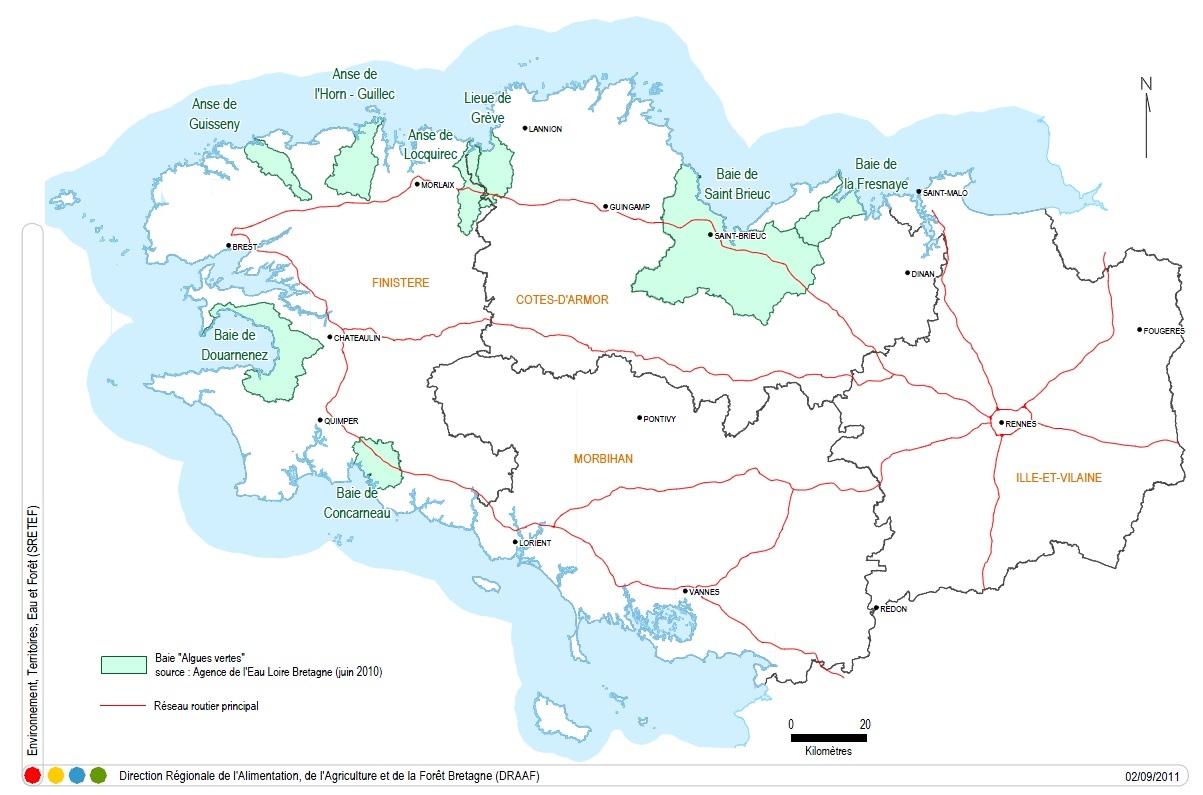 Anse de
l'Horn - Guillec
Anse de
Guisseny
Lieue de
Grève
Anse de
Locquirec
LANNION
N
Baie de
Saint Brieuc
Baie de
la Fresnaye
MORLAIX
SAINT-MALO
GUINGAMP
SAINT-BRIEUC
BREST
DINAN
FINISTERE
COTES-D'ARMOR
Baie de
Douarnenez
CHATEAULIN
FOUGERES
QUIMPER
PONTIVY
RENNES
MORBIHAN
ILLE-ET-VILAINE
Baie de
Concarneau
LORIENT
VANNES
REDON
Baie "Algues vertes"
source : Agence de l'Eau Loire Bretagne (juin 2010)
Réseau routier principal
0 20
Kilomètres
Environnement, Territoires, Eau et Forêt (SRETEF)
Direction Régionale de l'Alimentation, de l'Agriculture et de la Forêt Bretagne (DRAAF)
02/09/2011